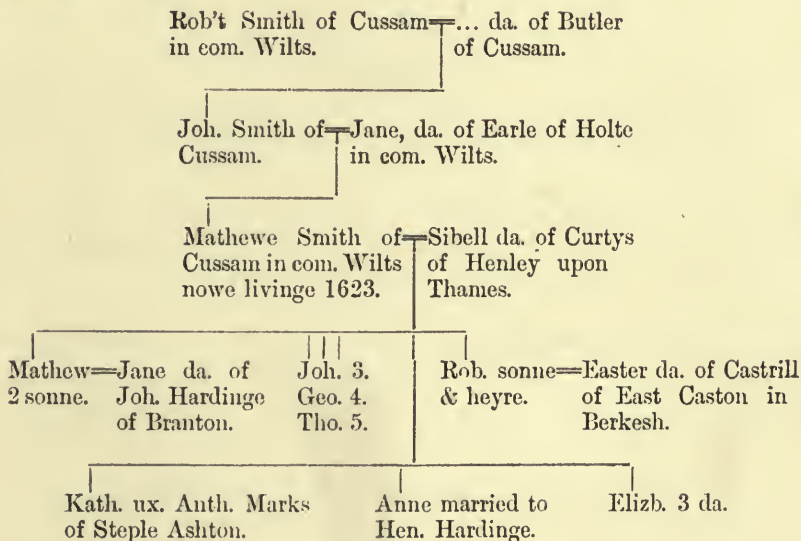 Rob't Smith of Cussam ... da. of Butler
in com. Wilts. of Cussam.
Joh. Smith of Jane, da. of Earle of Holte
Cussam. in com. Wilts.
Mathewe Smith of Sibell da. of Curtys
Cussam in com. Wilts of Henley upon
nowe livinge 1623. Thames.
Mathew Jane da. of
2 sonne. Joh. Hardinge
of Branton.
Joh. 3.
Geo. 4.
Tho. 5.
Rob. sonne Easter da. of Castrill
& heyre. of East Caston in
Berkesh.
Kath. ux. Anth. Marks
of Steple Ashton.
Anne married to
Hen. Hardinge.
Elizb. 3 da.